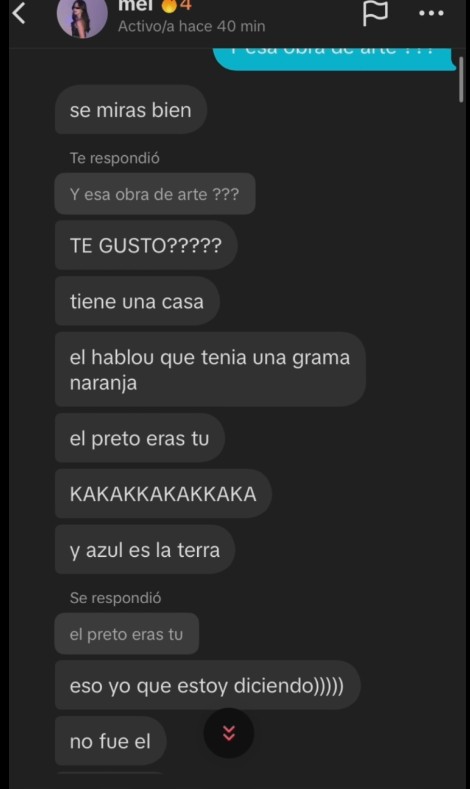 mel 🔥4
Activo/a hace 40 min
Y esa obra de arte ???
se miras bien
Te respondió
Y esa obra de arte ???
TE GUSTO?????
tiene una casa
el hablou que tenia una grama
naranja
el preto eras tu
KAKAKKAKAKKAKA
y azul es la terra
Se respondió
el preto eras tu
eso yo que estoy diciendo)))))
no fue el